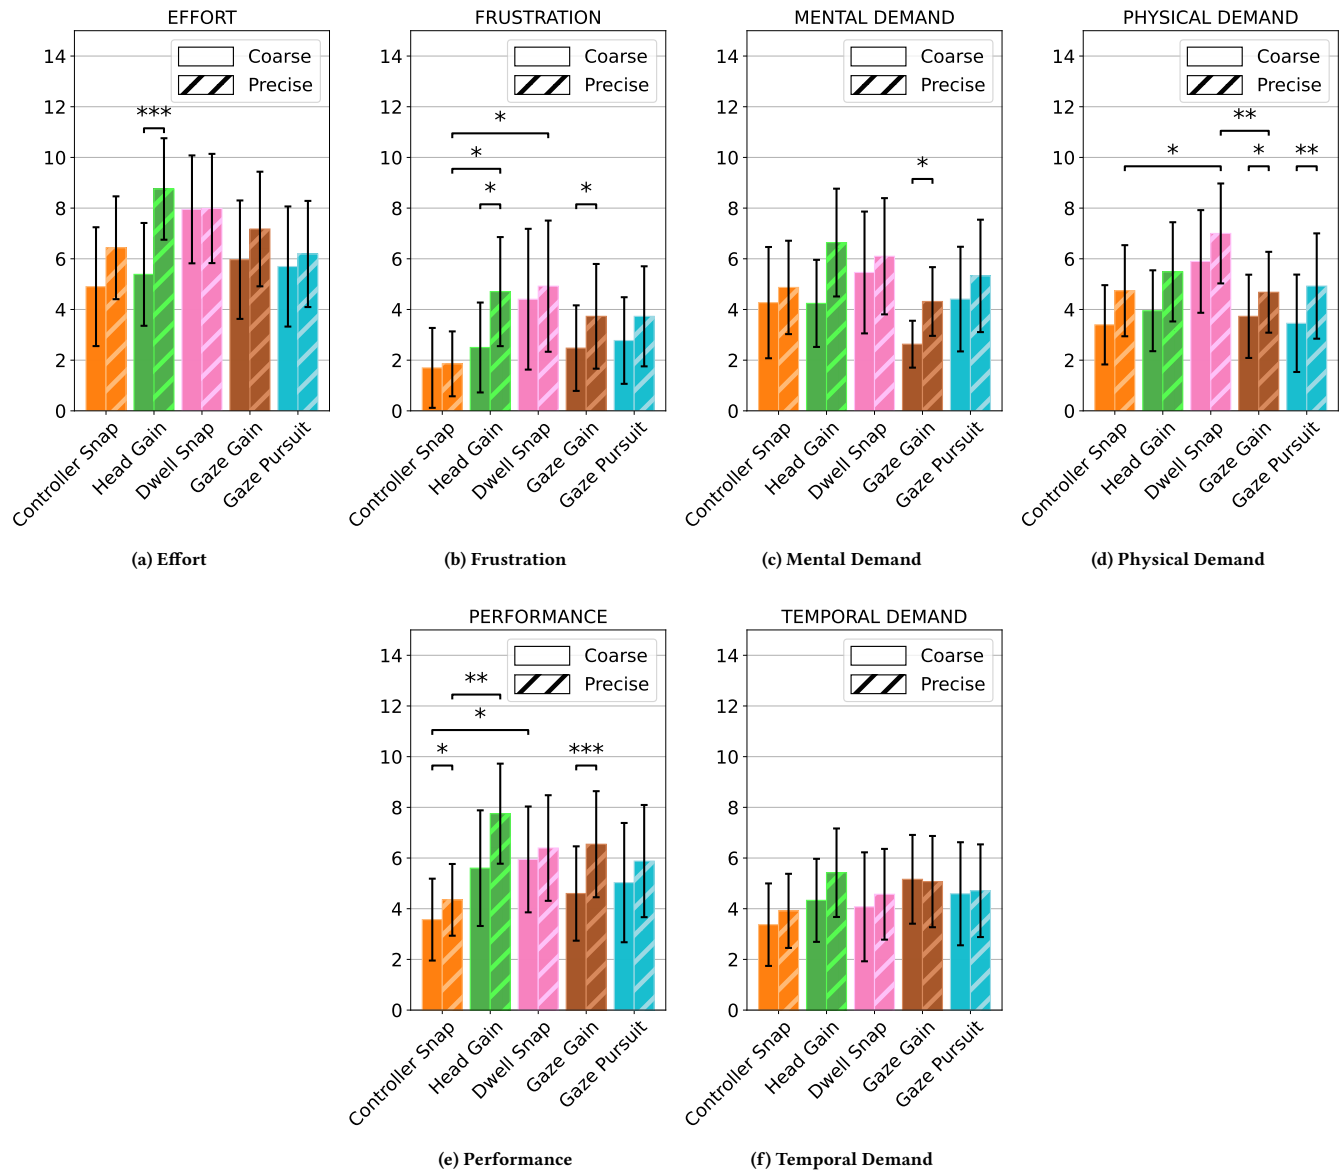 EFFORT
14
12
10
8
6
4
2
0
Coarse
Precise
***
Controller Snap
Head Gain
Dwell Snap
Gaze Gain
Gaze Pursuit
(a) Effort
FRUSTRATION
14
12
10
8
6
4
2
0
Coarse
Precise
*
*
*
*
Controller Snap
Head Gain
Dwell Snap
Gaze Gain
Gaze Pursuit
(b) Frustration
MENTAL DEMAND
14
12
10
8
6
4
2
0
Coarse
Precise
*
Controller Snap
Head Gain
Dwell Snap
Gaze Gain
Gaze Pursuit
(c) Mental Demand
PHYSICAL DEMAND
14
12
10
8
6
4
2
0
Coarse
Precise
**
*
*
**
Controller Snap
Head Gain
Dwell Snap
Gaze Gain
Gaze Pursuit
(d) Physical Demand
PERFORMANCE
14
12
10
8
6
4
2
0
Coarse
Precise
**
*
*
***
Controller Snap
Head Gain
Dwell Snap
Gaze Gain
Gaze Pursuit
(e) Performance
TEMPORAL DEMAND
14
12
10
8
6
4
2
0
Coarse
Precise
Controller Snap
Head Gain
Dwell Snap
Gaze Gain
Gaze Pursuit
(f) Temporal Demand